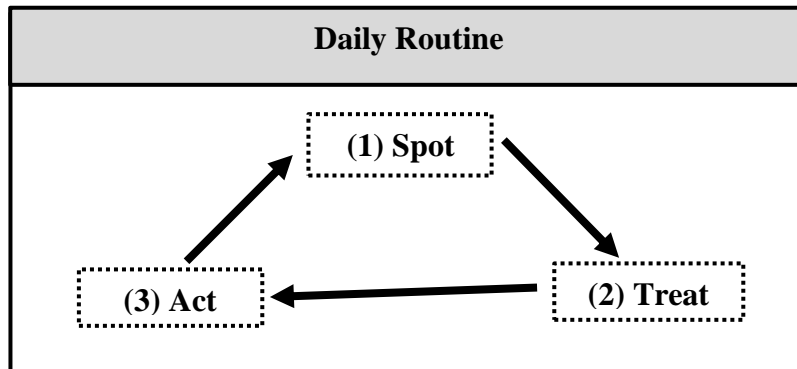 Daily Routine
(1) Spot
(2) Treat
(3) Act